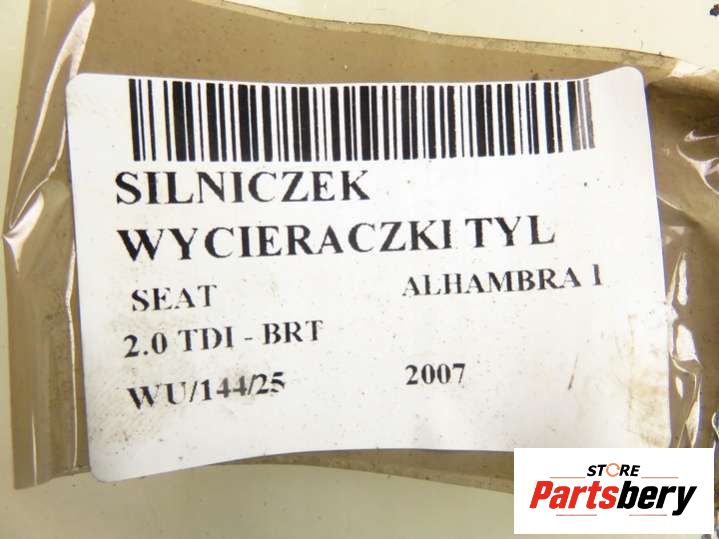 SILNICZEK
WYCIERACZKI TYL
SEAT ALHAMBRA I
2.0 TDI - BRT
WU/144/25 2007
STORE
Partsbery